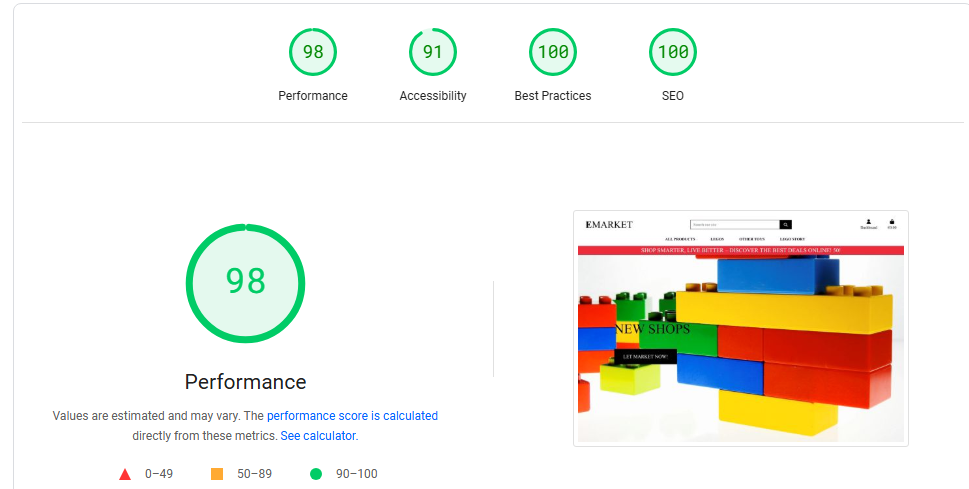 98 91 100 100
Performance Accessibility Best Practices SEO
98
Performance
Values are estimated and may vary. The performance score is calculated
directly from these metrics. See calculator.
0–49 50–89 90–100
EMARKET
Dashboard
ALL PRODUCTS LEGOS OTHER TOYS LEGO STORY
SHOP SMARTER, LIVE BETTER – DISCOVER THE BEST DEALS ONLINE! 50!
NEW SHOPS
LET MARKET NOW!